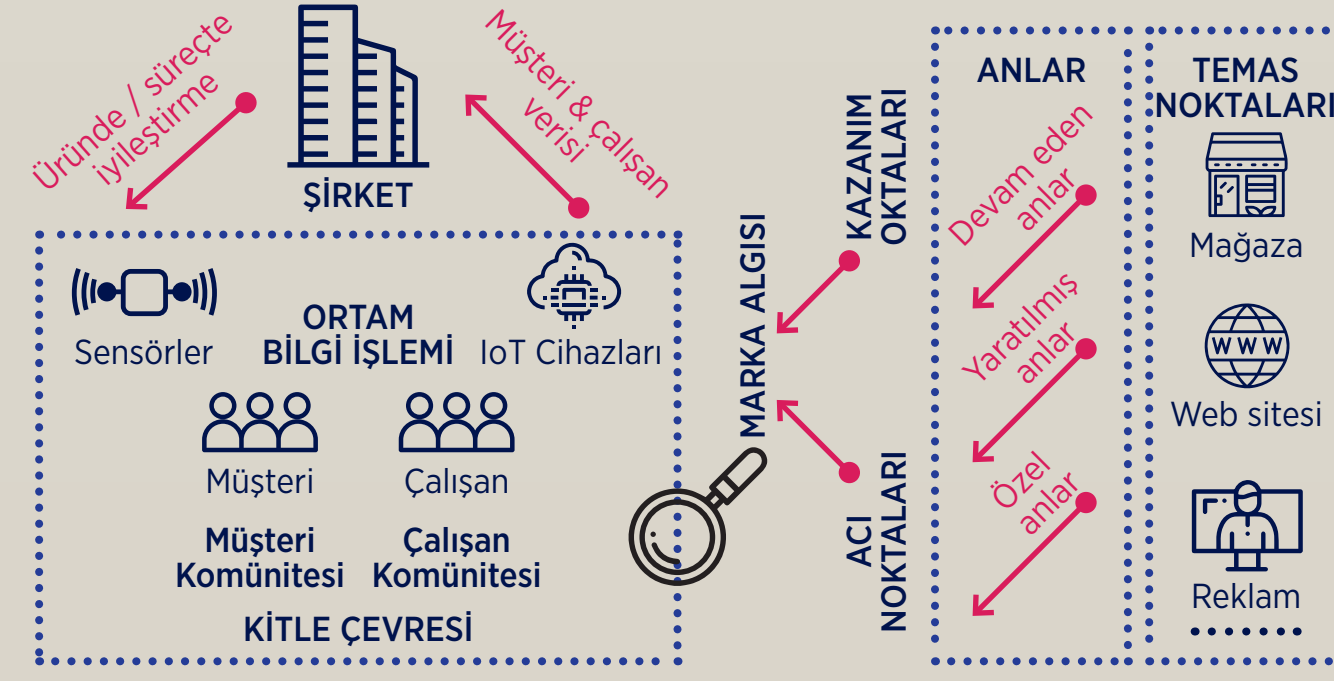 Üründe / süreçte
iyileştirme
ŞİRKET
Müşteri & çalışan
verisi
Sensörler
ORTAM
BİLGİ İŞLEMİ
IoT Cihazları
Müşteri
Çalışan
Müşteri
Komünitesi
Çalışan
Komünitesi
KİTLE ÇEVRESİ
MARKA ALGISI
KAZANIM
OKTALARI
ACI
NOKTALARI
ANLAR
Devam eden
anlar
Yaratılmış
anlar
Özel
anlar
TEMAS
NOKTALARI
Mağaza
WWW
Web sitesi
Reklam